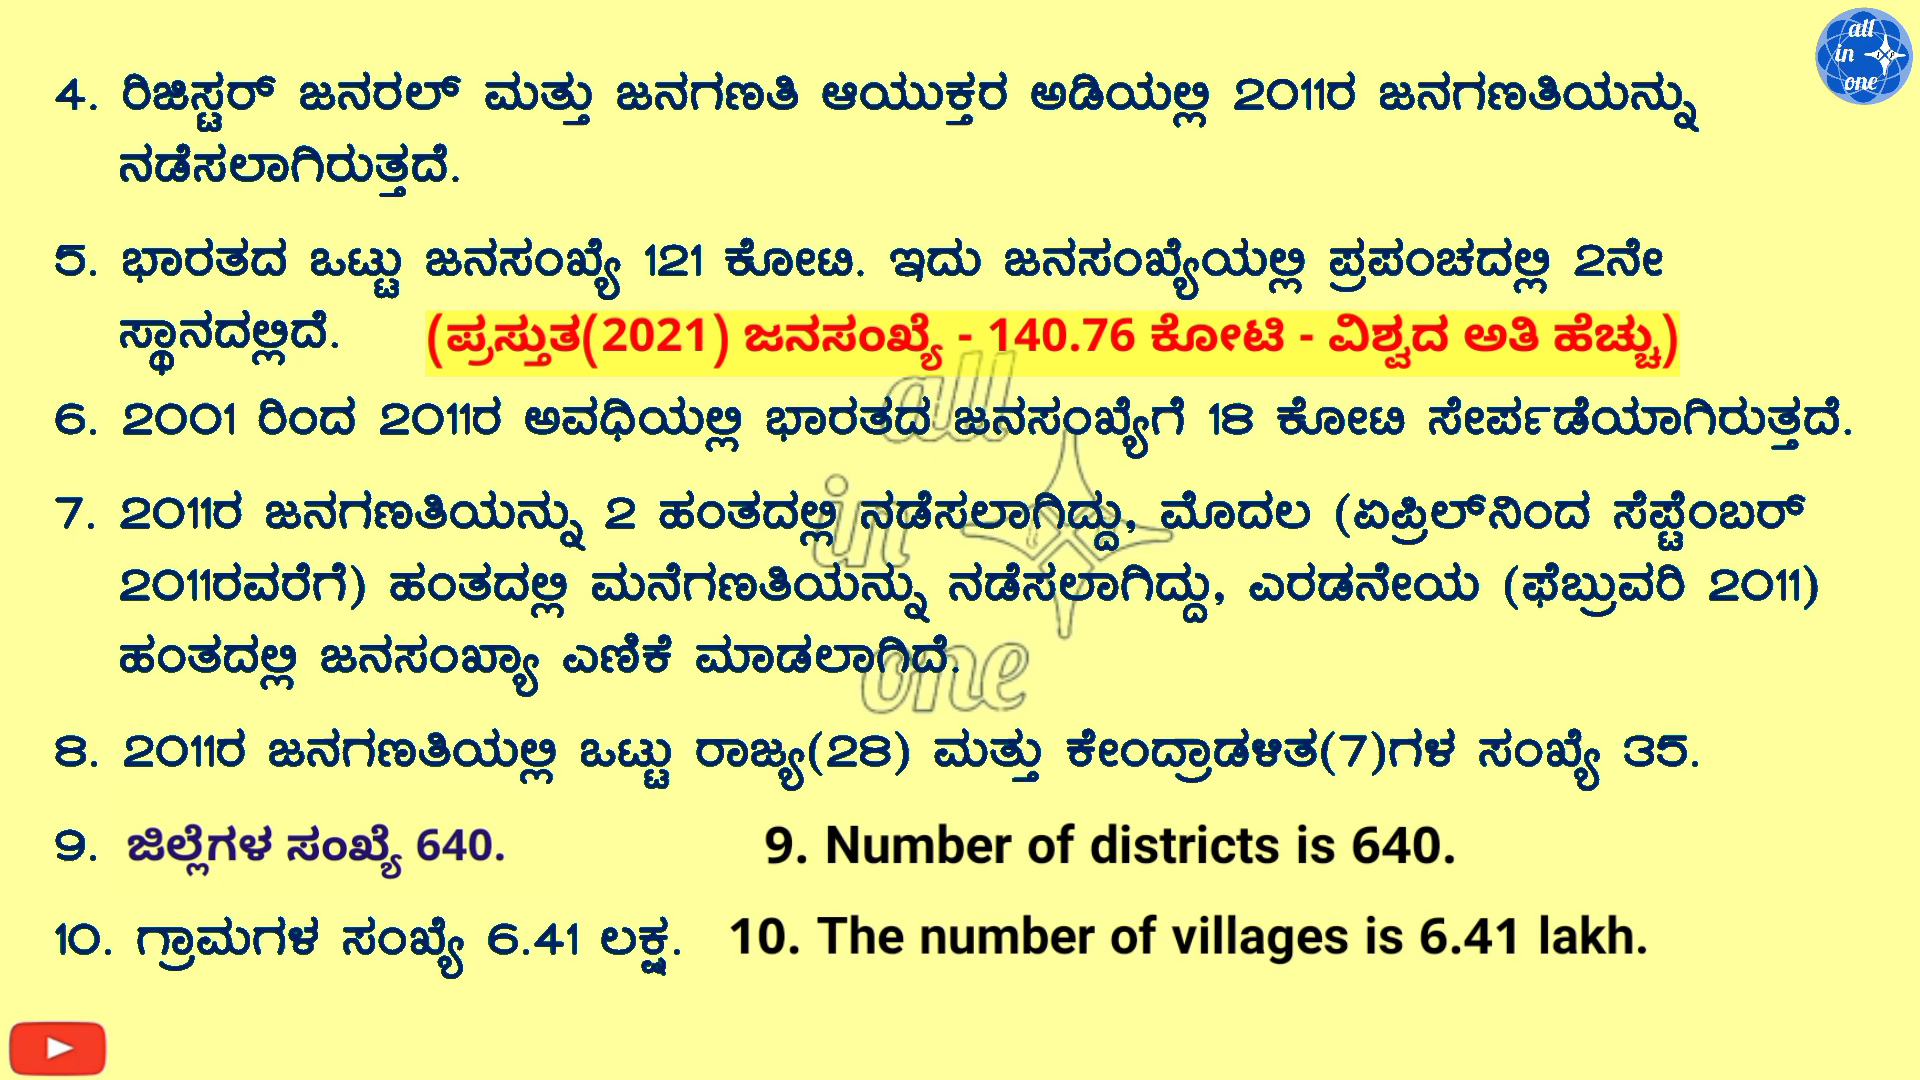 all
in
one
4. ರಿಜಿಸ್ಟರ್ ಜನರಲ್ ಮತ್ತು ಜನಗಣತಿ ಆಯುಕ್ತರ ಅಡಿಯಲ್ಲಿ 2011ರ ಜನಗಣತಿಯನ್ನು
ನಡೆಸಲಾಗಿರುತ್ತದೆ.
5. ಭಾರತದ ಒಟ್ಟು ಜನಸಂಖ್ಯೆ 121 ಕೋಟಿ. ಇದು ಜನಸಂಖ್ಯೆಯಲ್ಲಿ ಪ್ರಪಂಚದಲ್ಲಿ 2ನೇ
ಸ್ಥಾನದಲ್ಲಿದೆ. (ಪ್ರಸ್ತುತ(2021) ಜನಸಂಖ್ಯೆ - 140.76 ಕೋಟಿ - ವಿಶ್ವದ ಅತಿ ಹೆಚ್ಚು)
6. 2001 ರಿಂದ 2011ರ ಅವಧಿಯಲ್ಲಿ ಭಾರತದ ಜನಸಂಖ್ಯೆಗೆ 18 ಕೋಟಿ ಸೇರ್ಪಡೆಯಾಗಿರುತ್ತದೆ.
7. 2011ರ ಜನಗಣತಿಯನ್ನು 2 ಹಂತದಲ್ಲಿ ನಡೆಸಲಾಗಿದ್ದು, ಮೊದಲ (ಏಪ್ರಿಲ್‌ನಿಂದ ಸೆಪ್ಟೆಂಬರ್
2011ರವರೆಗೆ) ಹಂತದಲ್ಲಿ ಮನೆಗಣತಿಯನ್ನು ನಡೆಸಲಾಗಿದ್ದು, ಎರಡನೇಯ (ಫೆಬ್ರುವರಿ 2011)
ಹಂತದಲ್ಲಿ ಜನಸಂಖ್ಯಾ ಎಣಿಕೆ ಮಾಡಲಾಗಿದೆ.
8. 2011ರ ಜನಗಣತಿಯಲ್ಲಿ ಒಟ್ಟು ರಾಜ್ಯ(28) ಮತ್ತು ಕೇಂದ್ರಾಡಳಿತ(7)ಗಳ ಸಂಖ್ಯೆ 35.
9. ಜಿಲ್ಲೆಗಳ ಸಂಖ್ಯೆ 640. 9. Number of districts is 640.
10. ಗ್ರಾಮಗಳ ಸಂಖ್ಯೆ 6.41 ಲಕ್ಷ. 10. The number of villages is 6.41 lakh.
all
in
one